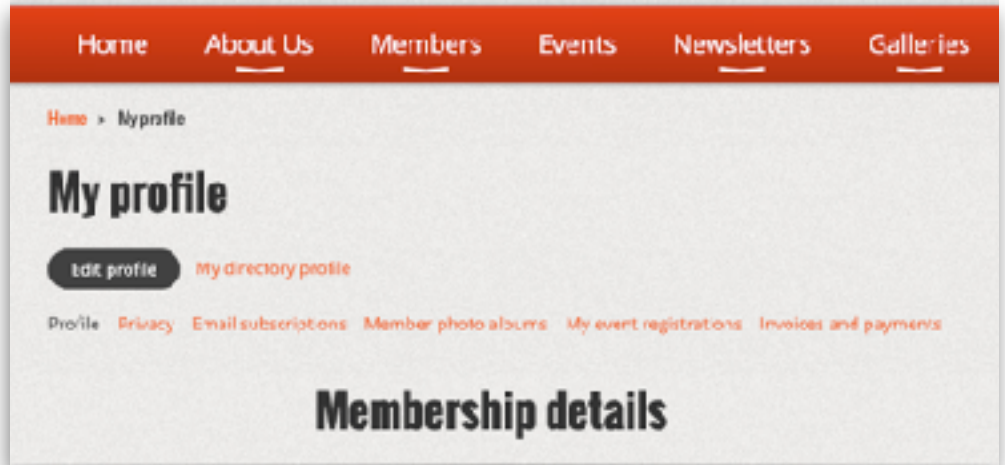 Home About Us Members Events Newsletters Galleries
Home › My profile
My profile
Edit profile My directory profile
Profile Privacy Email subscriptions Member photo albums My event registrations Invoices and payments
Membership details